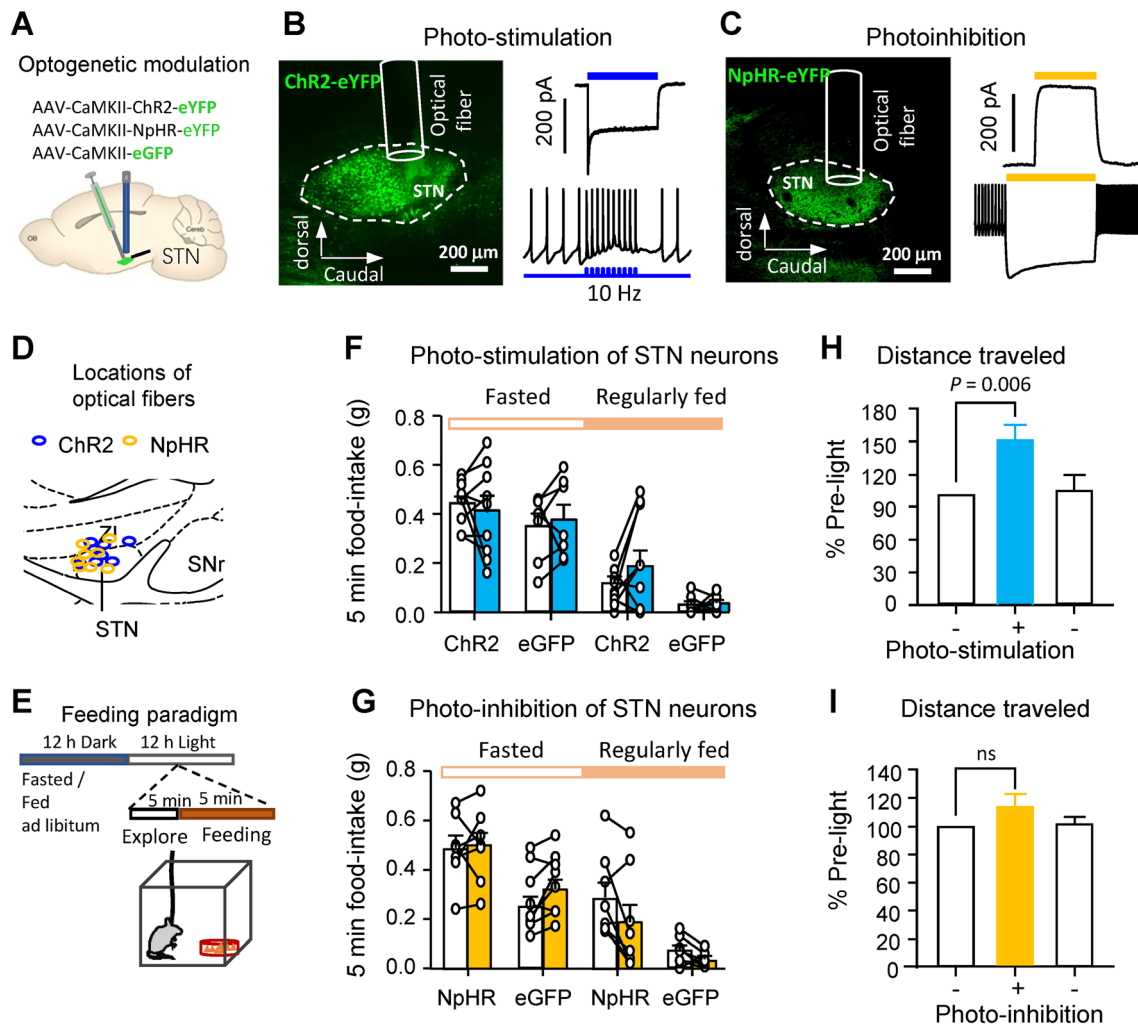 A
Optogenetic modulation
AAV-CaMKII-ChR2-eYFP
AAV-CaMKII-NpHR-eYFP
AAV-CaMKII-eGFP
OB
Cereb
STN
B
Photo-stimulation
ChR2-eYFP
Optical
fiber
STN
dorsal
Caudal
200 μm
200 pA
10 Hz
C
Photoinhibition
NpHR-eYFP
Optical
fiber
STN
dorsal
Caudal
200 μm
200 pA
D
Locations of
optical fibers
ChR2 NpHR
ZI
SNr
STN
E
Feeding paradigm
12 h Dark 12 h Light
Fasted /
Fed
ad libitum
5 min 5 min
Explore Feeding
F
Photo-stimulation of STN neurons
Fasted Regularly fed
5 min food-intake (g)
0.8
0.6
0.4
0.2
0.0
ChR2 eGFP ChR2 eGFP
G
Photo-inhibition of STN neurons
Fasted Regularly fed
5 min food-intake (g)
0.8
0.6
0.4
0.2
0.0
NpHR eGFP NpHR eGFP
H
Distance traveled
P = 0.006
% Pre-light
180
150
120
90
60
30
0
- + -
Photo-stimulation
I
Distance traveled
ns
% Pre-light
140
120
100
80
60
40
20
0
- + -
Photo-inhibition